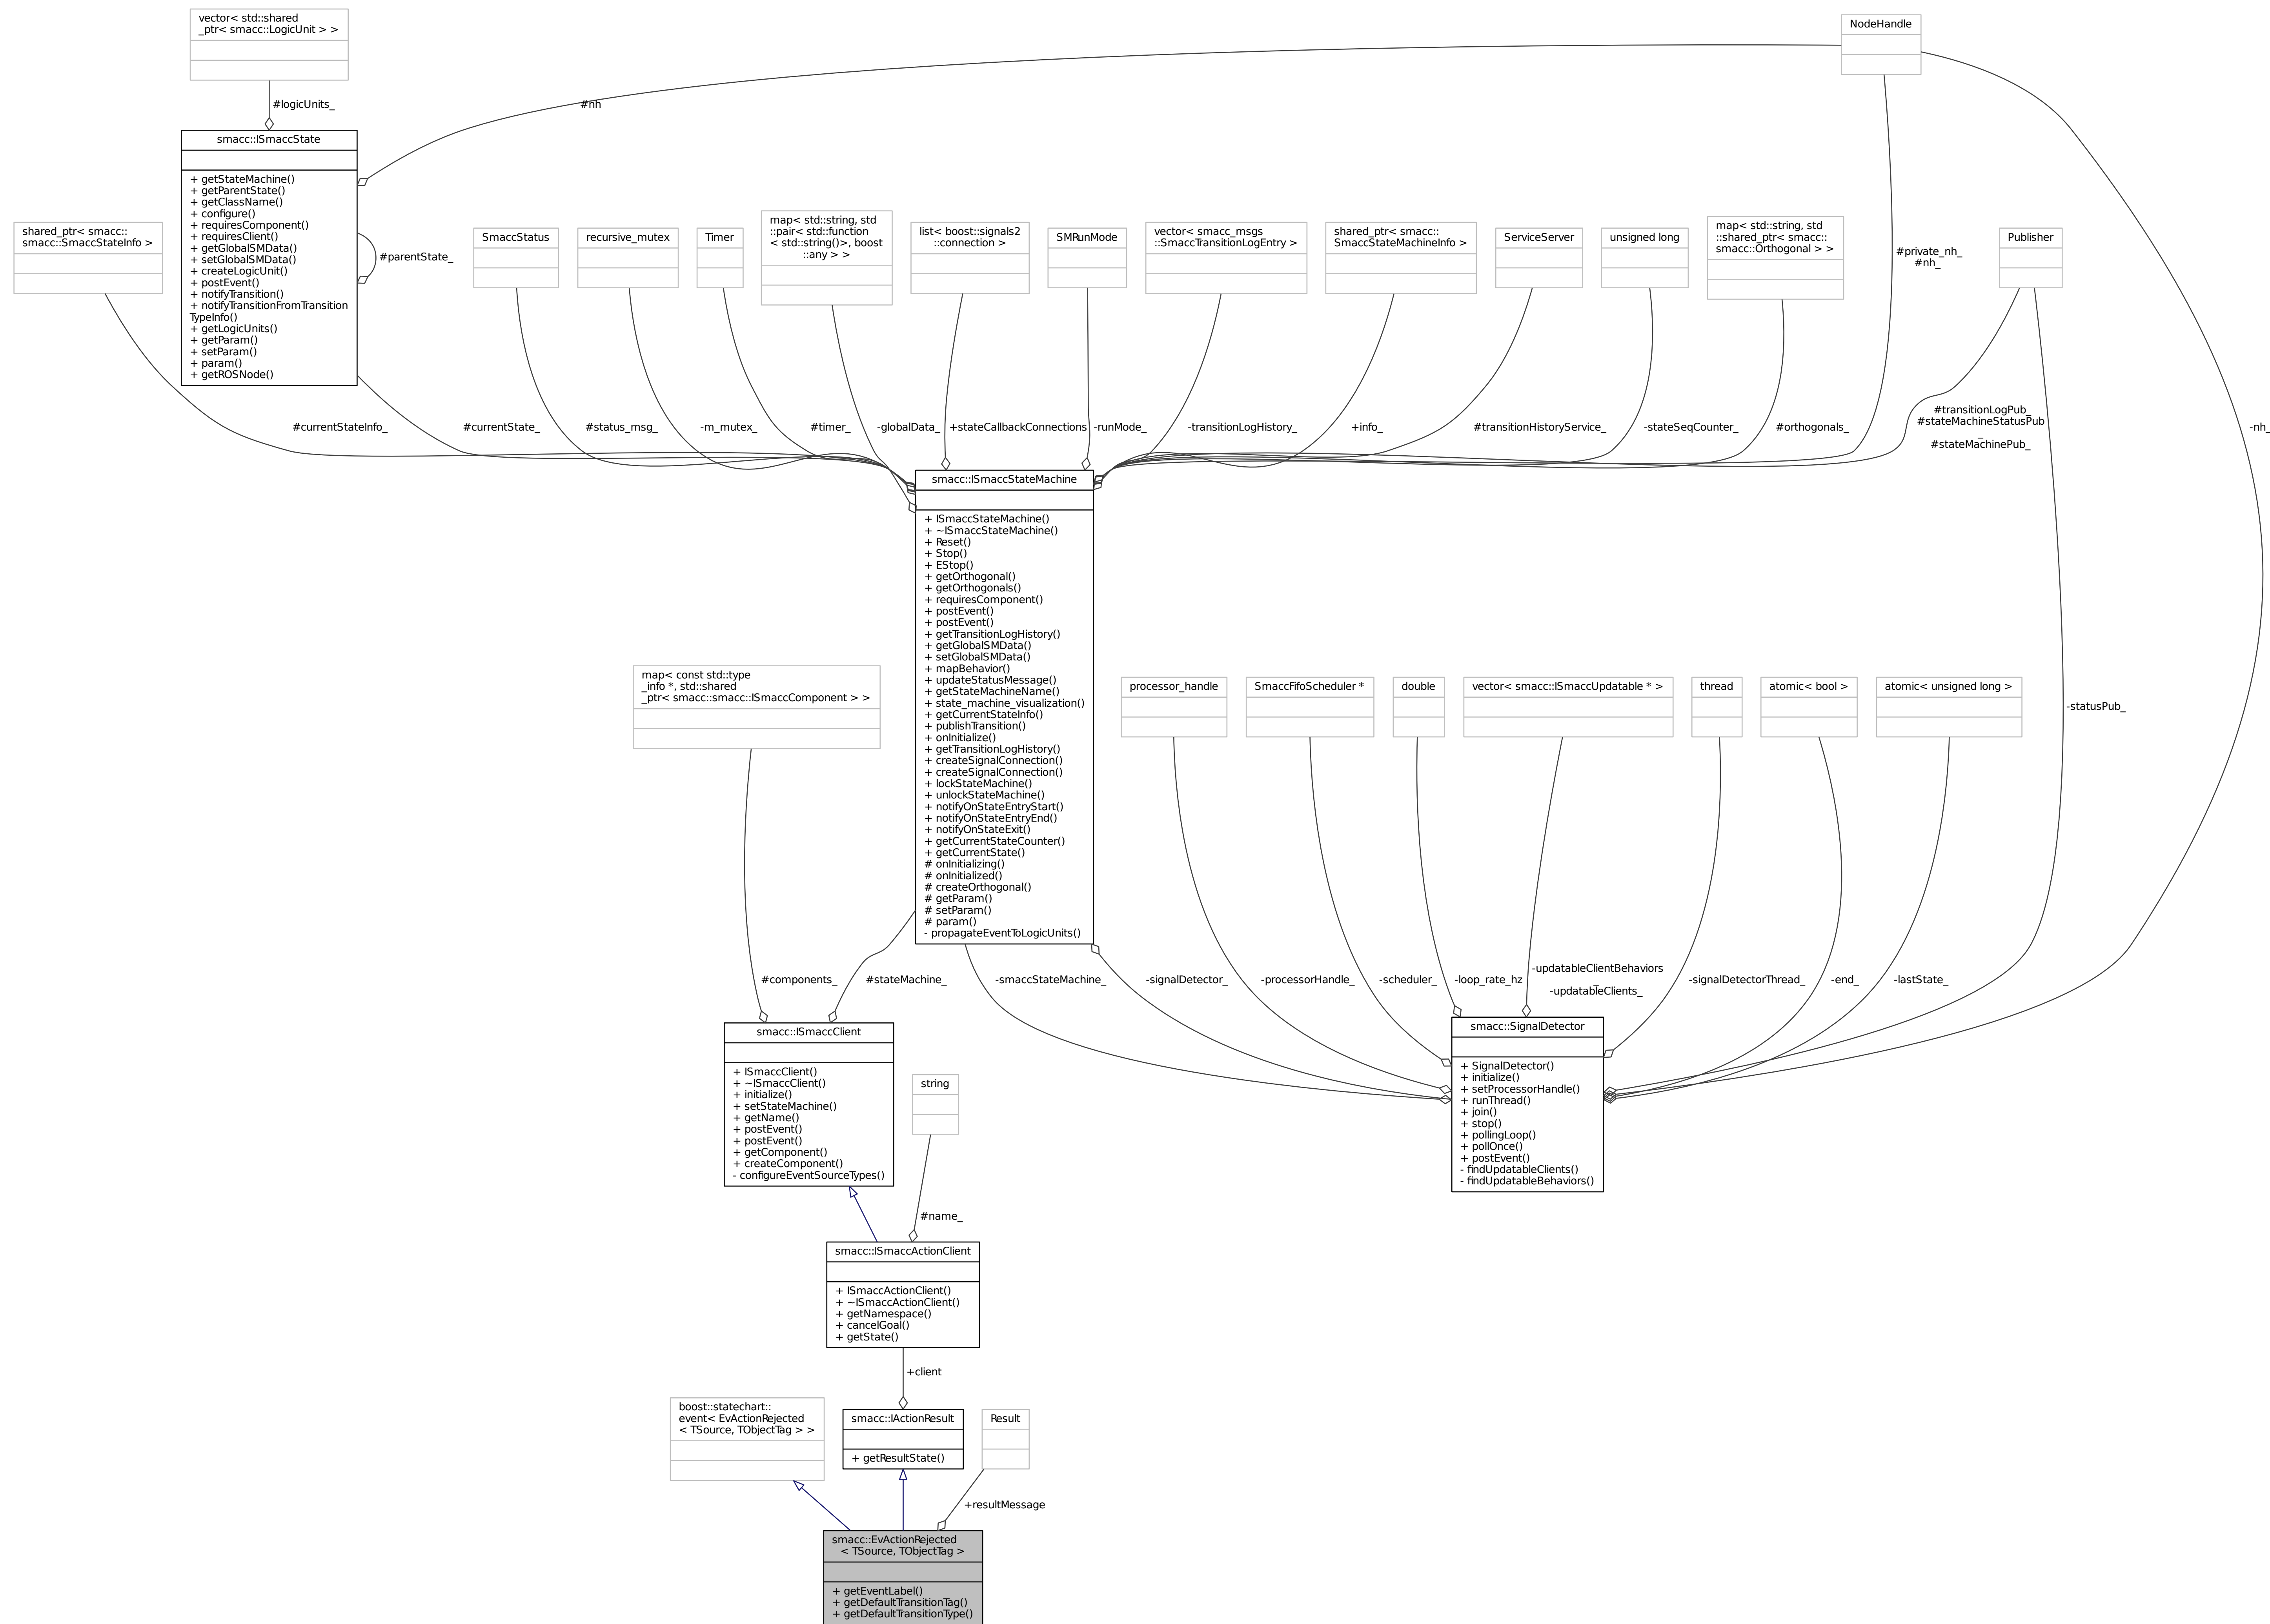 vector< std::shared
_ptr< smacc::LogicUnit > >
NodeHandle
#logicUnits_
#nh
smacc::ISmaccState
+ getStateMachine()
+ getParentState()
+ getClassName()
+ configure()
+ requiresComponent()
+ requiresClient()
+ getGlobalSMData()
+ setGlobalSMData()
+ createLogicUnit()
+ postEvent()
+ notifyTransition()
+ notifyTransitionFromTransition
TypeInfo()
+ getLogicUnits()
+ getParam()
+ setParam()
+ param()
+ getROSNode()
#parentState_
shared_ptr< smacc::
smacc::SmaccStateInfo >
SmaccStatus
recursive_mutex
Timer
map< std::string, std
::pair< std::function
< std::string()>, boost
::any > >
list< boost::signals2
::connection >
SMRunMode
vector< smacc_msgs
::SmaccTransitionLogEntry >
shared_ptr< smacc::
SmaccStateMachineInfo >
ServiceServer
unsigned long
map< std::string, std
::shared_ptr< smacc::
smacc::Orthogonal > >
#private_nh_
#nh_
Publisher
#currentStateInfo_
#currentState_
#status_msg_
-m_mutex_
#timer_
-globalData_
+stateCallbackConnections
-runMode_
-transitionLogHistory_
+info_
#transitionHistoryService_
-stateSeqCounter_
#orthogonals_
#transitionLogPub_
#stateMachineStatusPub
_
#stateMachinePub_
-nh_
smacc::ISmaccStateMachine
+ ISmaccStateMachine()
+ ~ISmaccStateMachine()
+ Reset()
+ Stop()
+ EStop()
+ getOrthogonal()
+ getOrthogonals()
+ requiresComponent()
+ postEvent()
+ postEvent()
+ getTransitionLogHistory()
+ getGlobalSMData()
+ setGlobalSMData()
+ mapBehavior()
+ updateStatusMessage()
+ getStateMachineName()
+ state_machine_visualization()
+ getCurrentStateInfo()
+ publishTransition()
+ onInitialize()
+ getTransitionLogHistory()
+ createSignalConnection()
+ createSignalConnection()
+ lockStateMachine()
+ unlockStateMachine()
+ notifyOnStateEntryStart()
+ notifyOnStateEntryEnd()
+ notifyOnStateExit()
+ getCurrentStateCounter()
+ getCurrentState()
# onInitializing()
# onInitialized()
# createOrthogonal()
# getParam()
# setParam()
# param()
- propagateEventToLogicUnits()
map< const std::type
_info *, std::shared
_ptr< smacc::smacc::ISmaccComponent > >
processor_handle
SmaccFifoScheduler *
double
vector< smacc::ISmaccUpdatable * >
thread
atomic< bool >
atomic< unsigned long >
-statusPub_
#components_
#stateMachine_
-smaccStateMachine_
-signalDetector_
-processorHandle_
-scheduler_
-loop_rate_hz
-updatableClientBehaviors
_
-updatableClients_
-signalDetectorThread_
-end_
-lastState_
smacc::ISmaccClient
+ ISmaccClient()
+ ~ISmaccClient()
+ initialize()
+ setStateMachine()
+ getName()
+ postEvent()
+ postEvent()
+ getComponent()
+ createComponent()
- configureEventSourceTypes()
smacc::SignalDetector
+ SignalDetector()
+ initialize()
+ setProcessorHandle()
+ runThread()
+ join()
+ stop()
+ pollingLoop()
+ pollOnce()
+ postEvent()
- findUpdatableClients()
- findUpdatableBehaviors()
string
#name_
smacc::ISmaccActionClient
+ ISmaccActionClient()
+ ~ISmaccActionClient()
+ getNamespace()
+ cancelGoal()
+ getState()
+client
boost::statechart::
event< EvActionRejected
< TSource, TObjectTag > >
smacc::IActionResult
+ getResultState()
Result
+resultMessage
smacc::EvActionRejected
< TSource, TObjectTag >
+ getEventLabel()
+ getDefaultTransitionTag()
+ getDefaultTransitionType()